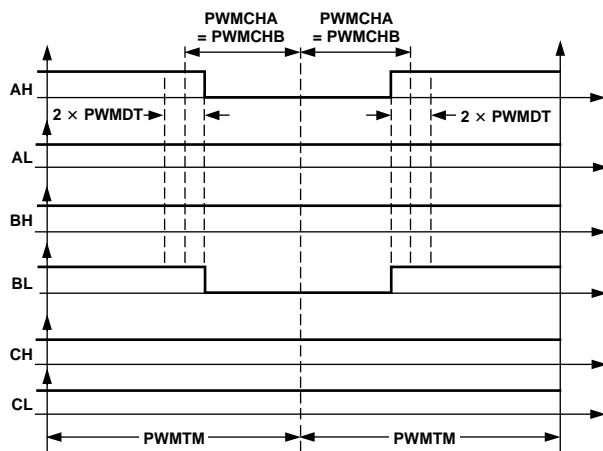 PWMCHA PWMCHA
= PWMCHB = PWMCHB
AH
2 × PWMDT 2 × PWMDT
AL
BH
BL
CH
CL
PWMTM PWMTM